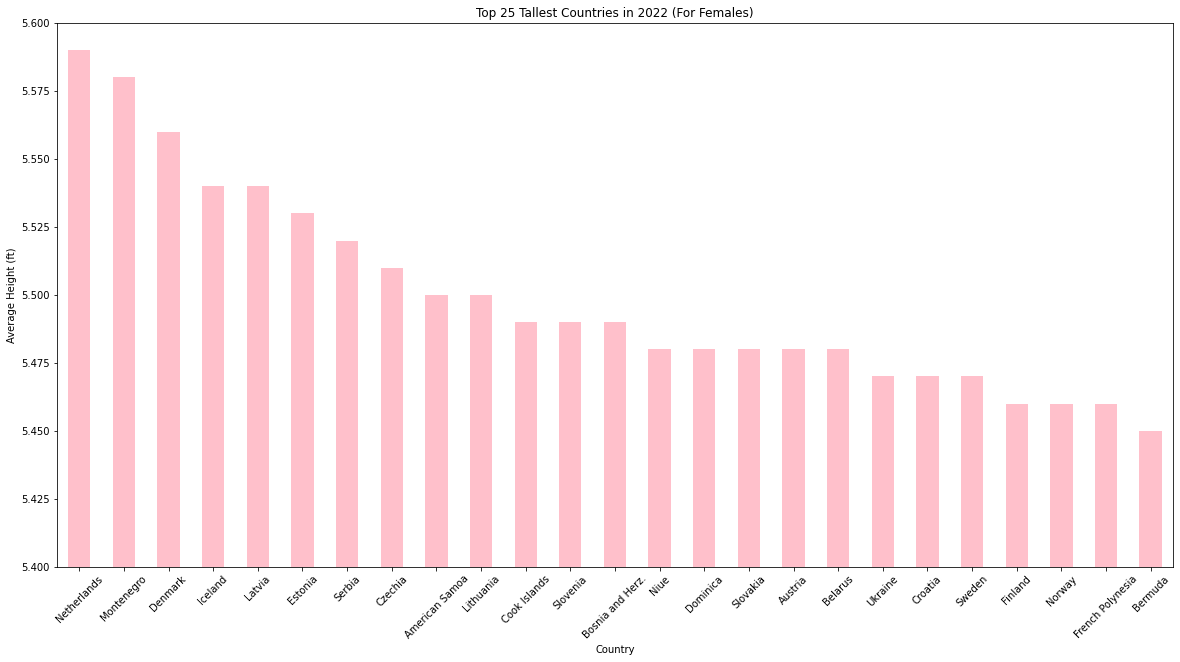 Top 25 Tallest Countries in 2022 (For Females)
5.600
5.575
5.550
5.525
5.500
5.475
5.450
5.425
5.400
Average Height (ft)
Netherlands
Montenegro
Denmark
Iceland
Latvia
Estonia
Serbia
Czechia
American Samoa
Lithuania
Cook Islands
Slovenia
Bosnia and Herz.
Niue
Dominica
Slovakia
Austria
Belarus
Ukraine
Croatia
Sweden
Finland
Norway
French Polynesia
Bermuda
Country